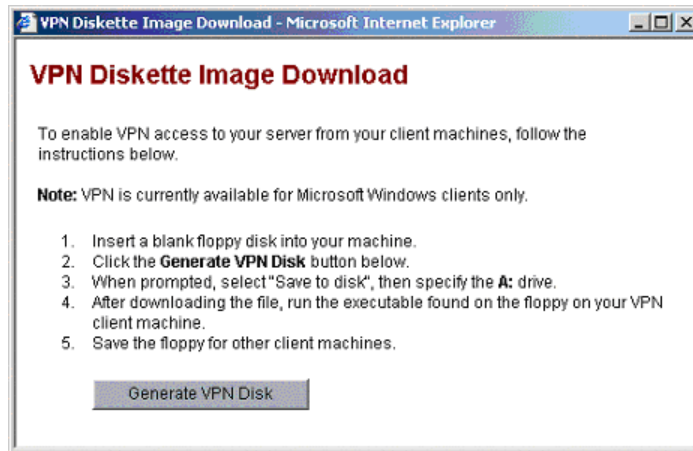 VPN Diskette Image Download - Microsoft Internet Explorer
VPN Diskette Image Download
To enable VPN access to your server from your client machines, follow the
instructions below.
Note: VPN is currently available for Microsoft Windows clients only.
1. Insert a blank floppy disk into your machine.
2. Click the Generate VPN Disk button below.
3. When prompted, select "Save to disk", then specify the A: drive.
4. After downloading the file, run the executable found on the floppy on your VPN
client machine.
5. Save the floppy for other client machines.
Generate VPN Disk